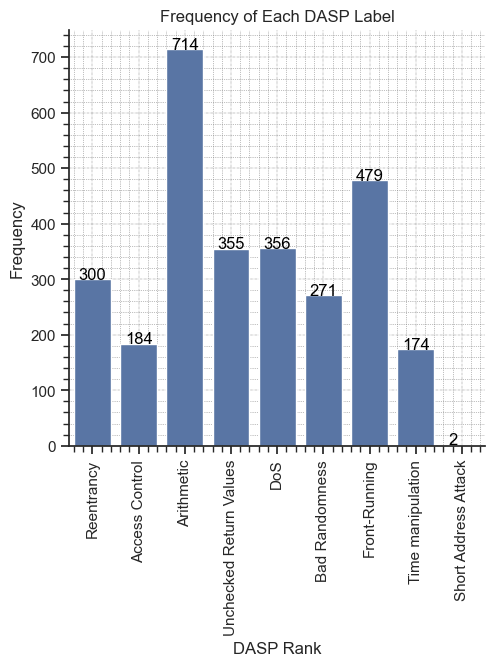 Frequency of Each DASP Label
Frequency
700
600
500
400
300
200
100
0
300
184
714
355
356
271
479
174
2
Reentrancy
Access Control
Arithmetic
Unchecked Return Values
DoS
Bad Randomness
Front-Running
Time manipulation
Short Address Attack
DASP Rank